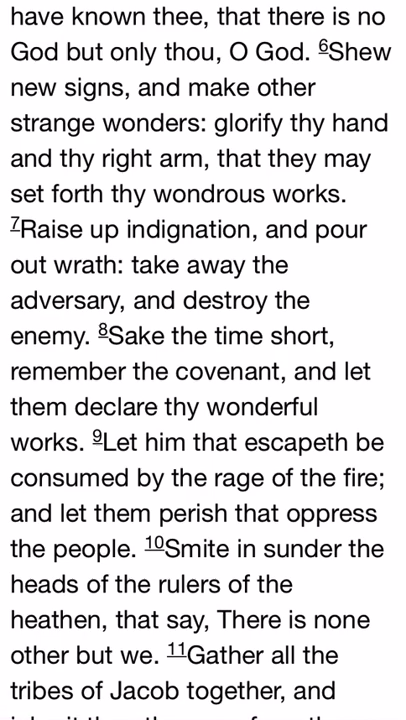 have known thee, that there is no
God but only thou, O God. 6Shew
new signs, and make other
strange wonders: glorify thy hand
and thy right arm, that they may
set forth thy wondrous works.
7Raise up indignation, and pour
out wrath: take away the
adversary, and destroy the
enemy. 8Sake the time short,
remember the covenant, and let
them declare thy wonderful
works. 9Let him that escapeth be
consumed by the rage of the fire;
and let them perish that oppress
the people. 10Smite in sunder the
heads of the rulers of the
heathen, that say, There is none
other but we. 11Gather all the
tribes of Jacob together, and